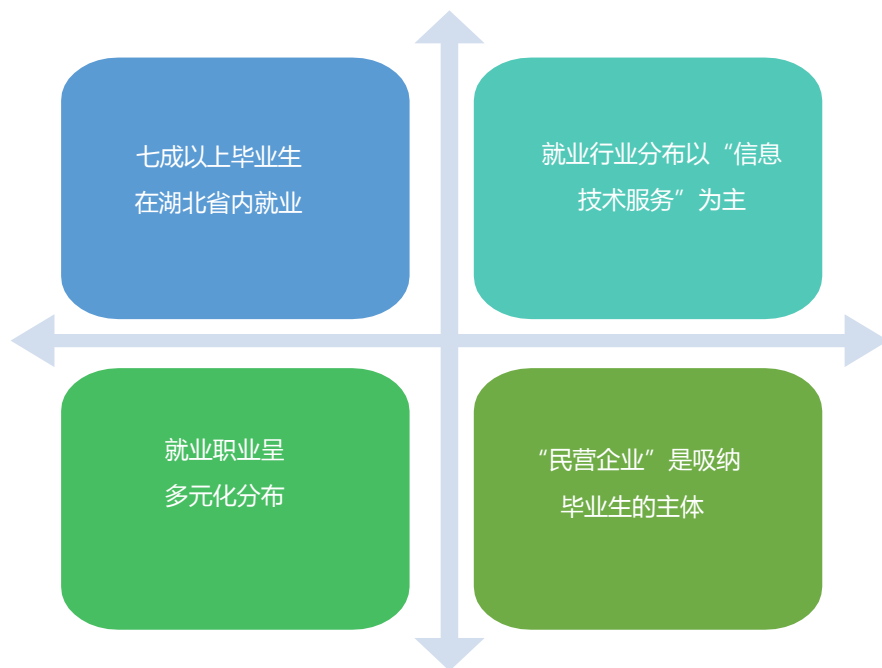 七成以上毕业生
在湖北省内就业
就业行业分布以“信息
技术服务”为主
就业职业呈
多元化分布
“民营企业”是吸纳
毕业生的主体